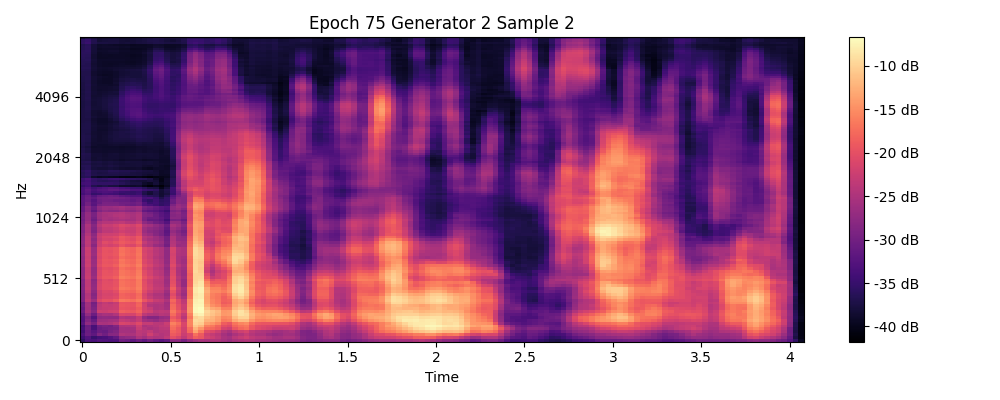 Epoch 75 Generator 2 Sample 2
Hz
4096
2048
1024
512
0
0 0.5 1 1.5 2 2.5 3 3.5 4
Time
-10 dB
-15 dB
-20 dB
-25 dB
-30 dB
-35 dB
-40 dB